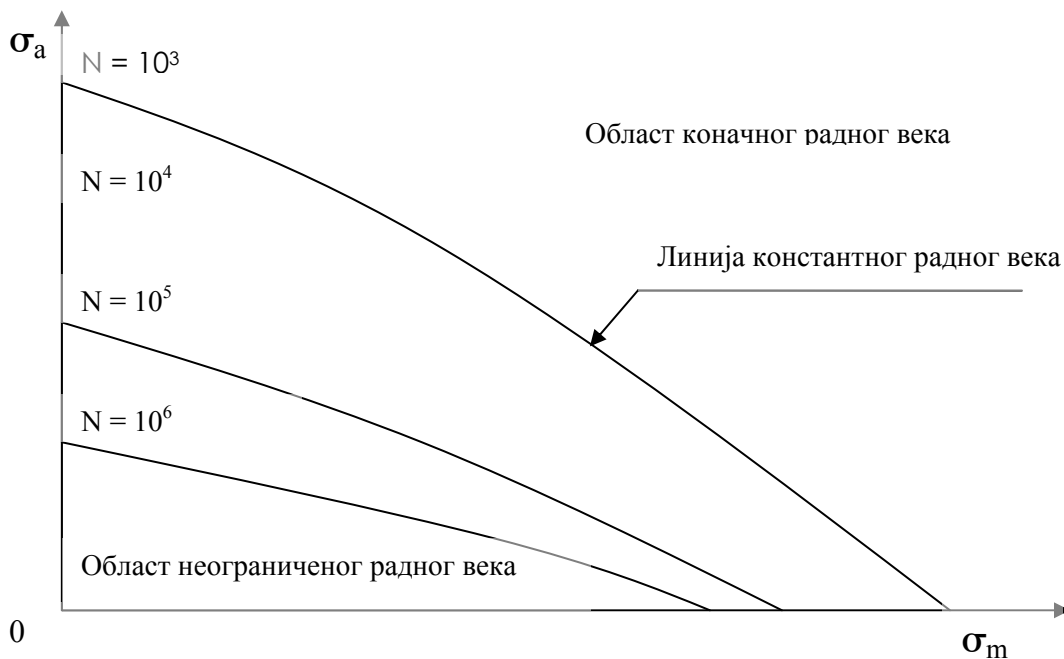 σa
N = 10³
Област коначног радног века
N = 10⁴
Линија константног радног века
N = 10⁵
N = 10⁶
Област неограниченог радног века
0
σm